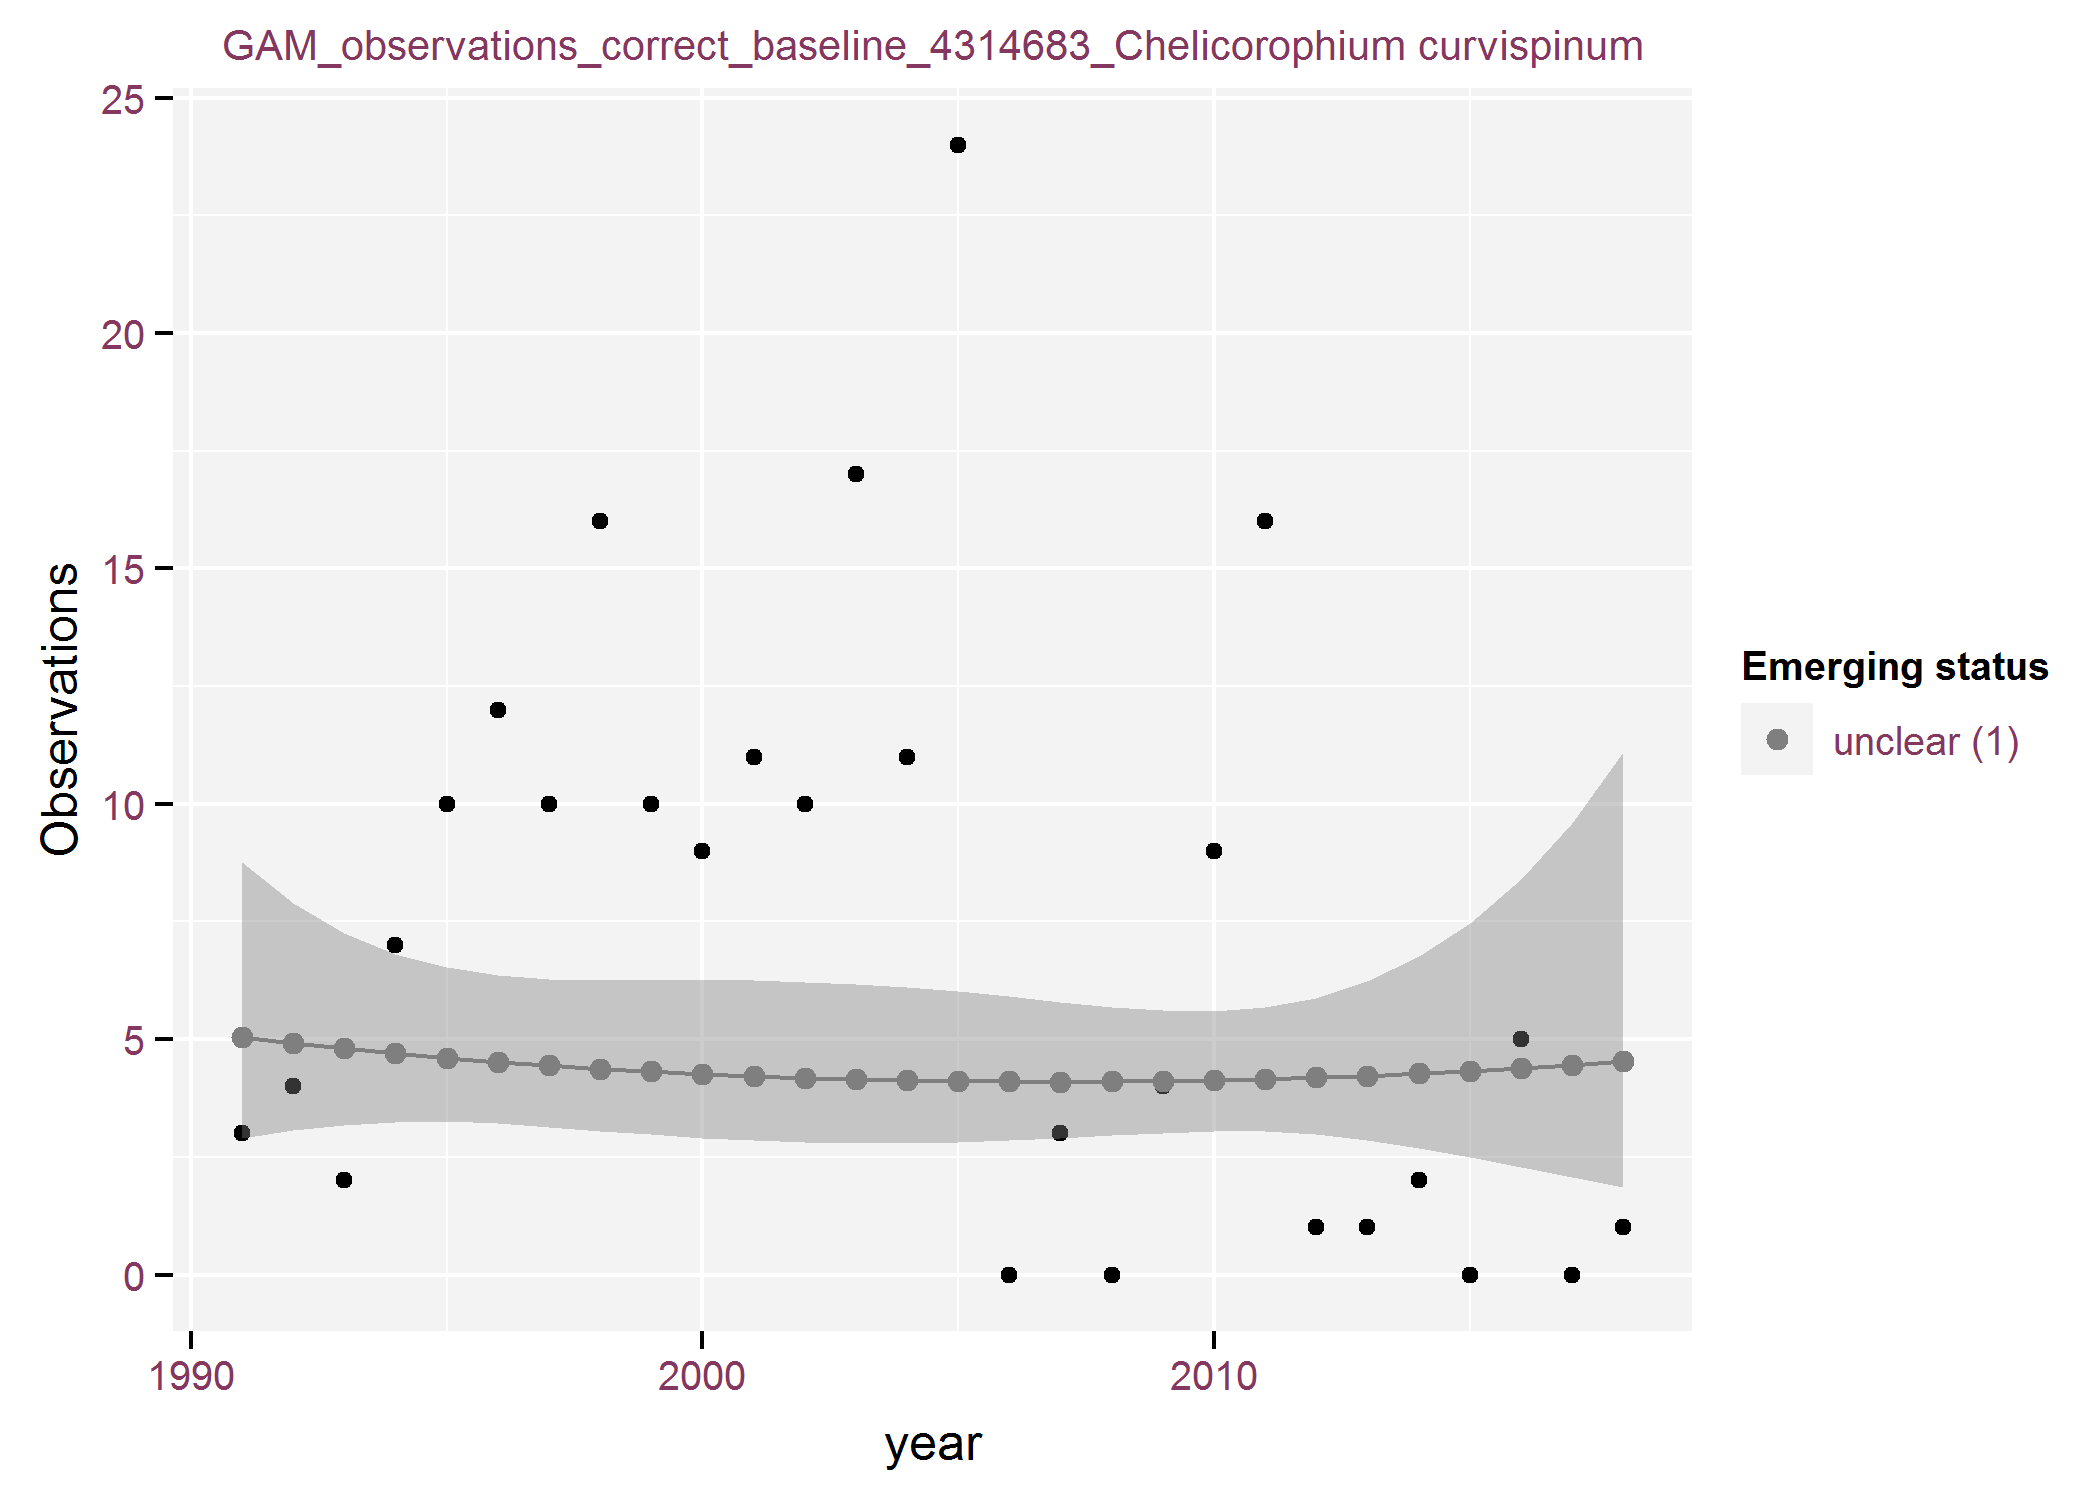 GAM_observations_correct_baseline_4314683_Chelicorophium curvispinum
25
20
15
10
5
0
Observations
1990
2000
2010
year
Emerging status
unclear (1)